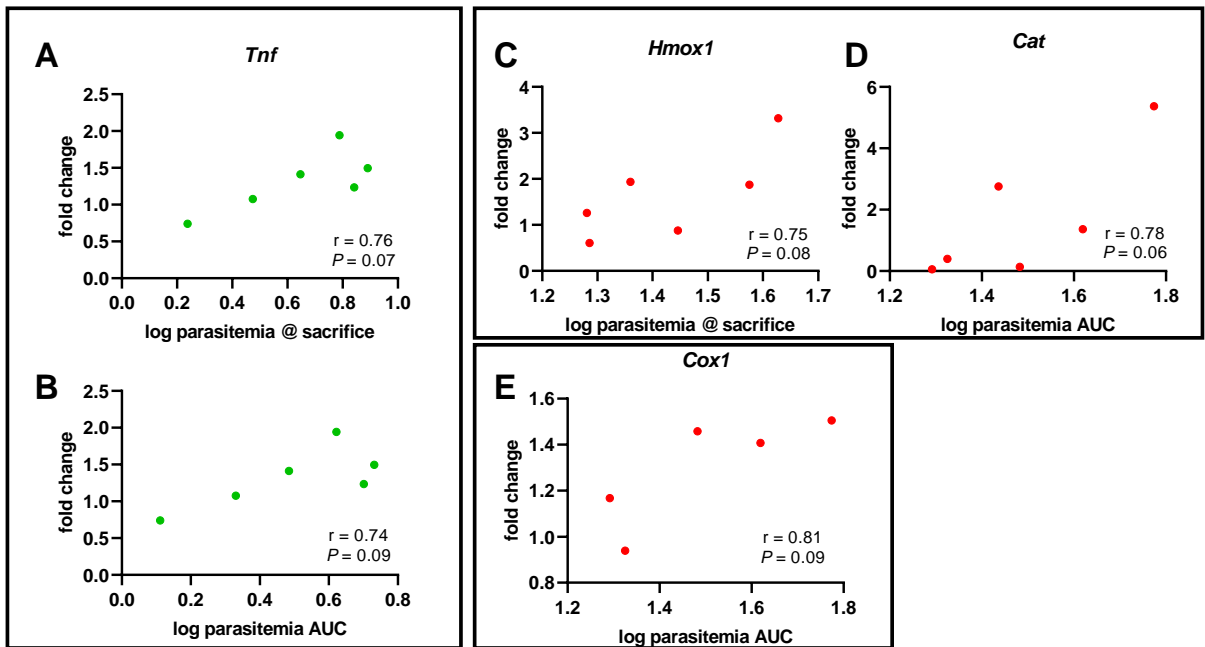 A
Tnf
fold change
2.5
2.0
1.5
1.0
0.5
0.0
r = 0.76
P = 0.07
0.0 0.2 0.4 0.6 0.8 1.0
log parasitemia @ sacrifice
B
fold change
2.5
2.0
1.5
1.0
0.5
0.0
r = 0.74
P = 0.09
0.0 0.2 0.4 0.6 0.8
log parasitemia AUC
C
Hmox1
fold change
4
3
2
1
0
r = 0.75
P = 0.08
1.2 1.3 1.4 1.5 1.6 1.7
log parasitemia @ sacrifice
D
Cat
fold change
6
4
2
0
r = 0.78
P = 0.06
1.2 1.4 1.6 1.8
log parasitemia AUC
E
Cox1
fold change
1.6
1.4
1.2
1.0
0.8
r = 0.81
P = 0.09
1.2 1.4 1.6 1.8
log parasitemia AUC